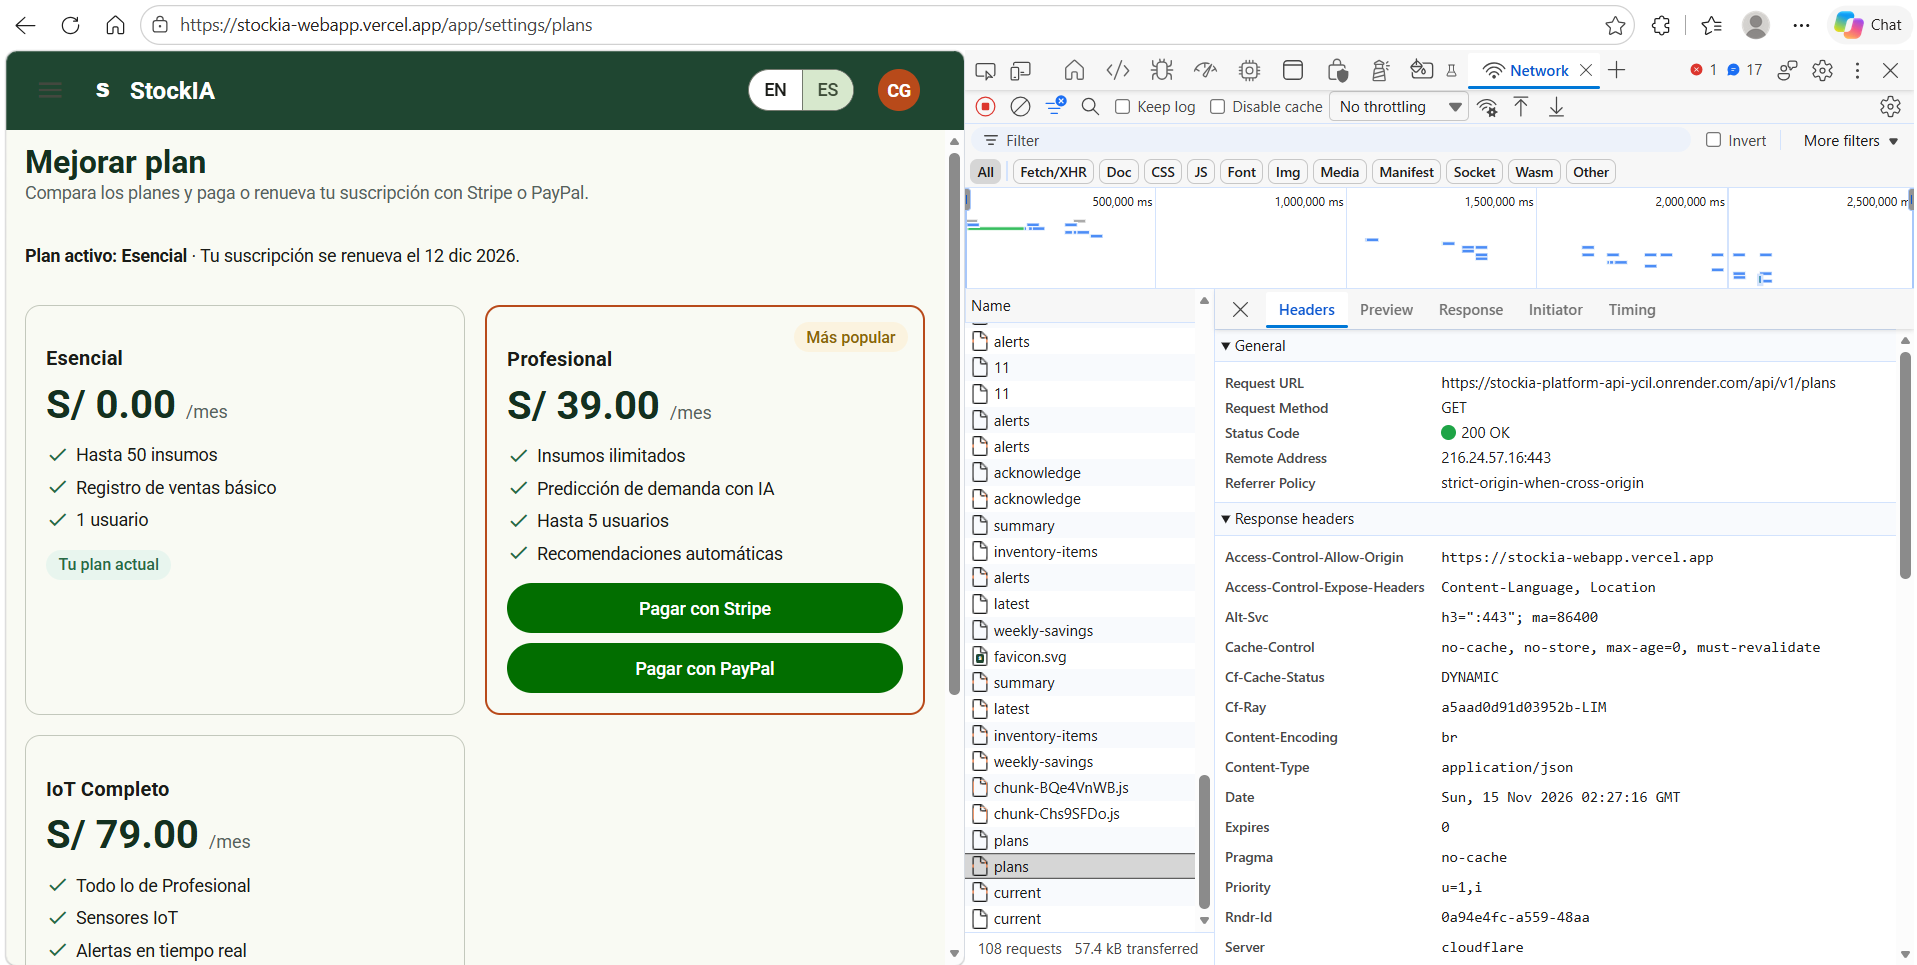 https://stockia-webapp.vercel.app/app/settings/plans
Chat
S StockIA
EN ES
CG
Mejorar plan
Compara los planes y paga o renueva tu suscripción con Stripe o PayPal.
Plan activo: Esencial · Tu suscripción se renueva el 12 dic 2026.
Esencial
S/ 0.00 /mes
Hasta 50 insumos
Registro de ventas básico
1 usuario
Tu plan actual
Más popular
Profesional
S/ 39.00 /mes
Insumos ilimitados
Predicción de demanda con IA
Hasta 5 usuarios
Recomendaciones automáticas
Pagar con Stripe
Pagar con PayPal
IoT Completo
S/ 79.00 /mes
Todo lo de Profesional
Sensores IoT
Alertas en tiempo real
Network
1 17
Keep log Disable cache No throttling
Filter Invert More filters
All Fetch/XHR Doc CSS JS Font Img Media Manifest Socket Wasm Other
500,000 ms 1,000,000 ms 1,500,000 ms 2,000,000 ms 2,500,000 m
Name
alerts
11
11
alerts
alerts
acknowledge
acknowledge
summary
inventory-items
alerts
latest
weekly-savings
favicon.svg
summary
latest
inventory-items
weekly-savings
chunk-BQe4VnWB.js
chunk-Chs9SFDo.js
plans
plans
current
current
108 requests 57.4 kB transferred
Headers Preview Response Initiator Timing
General
Request URL https://stockia-platform-api-ycil.onrender.com/api/v1/plans
Request Method GET
Status Code 200 OK
Remote Address 216.24.57.16:443
Referrer Policy strict-origin-when-cross-origin
Response headers
Access-Control-Allow-Origin https://stockia-webapp.vercel.app
Access-Control-Expose-Headers Content-Language, Location
Alt-Svc h3=":443"; ma=86400
Cache-Control no-cache, no-store, max-age=0, must-revalidate
Cf-Cache-Status DYNAMIC
Cf-Ray a5aad0d91d03952b-LIM
Content-Encoding br
Content-Type application/json
Date Sun, 15 Nov 2026 02:27:16 GMT
Expires 0
Pragma no-cache
Priority u=1,i
Rndr-Id 0a94e4fc-a559-48aa
Server cloudflare